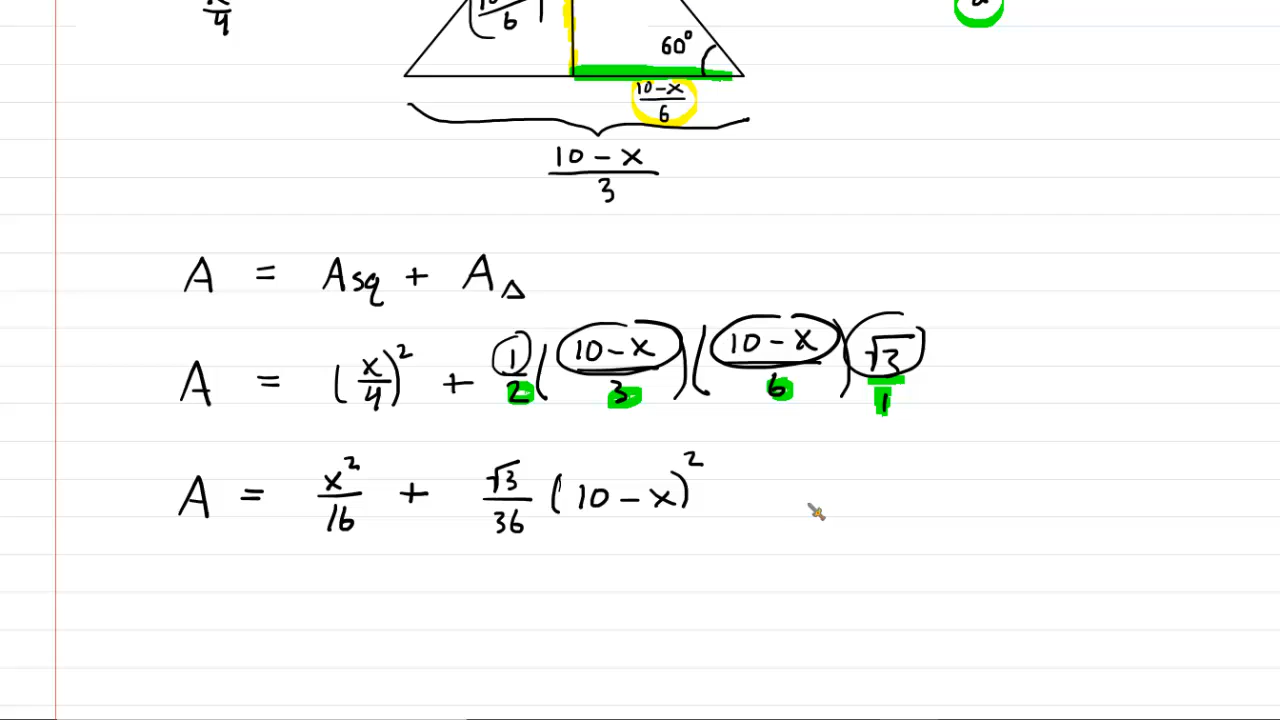 60°
10-x/6
10-x/3
A = Asq + A△
A = (x/4)² + 1/2 (10-x/3)(10-x/6) √3/1
A = x²/16 + √3/36 (10-x)²